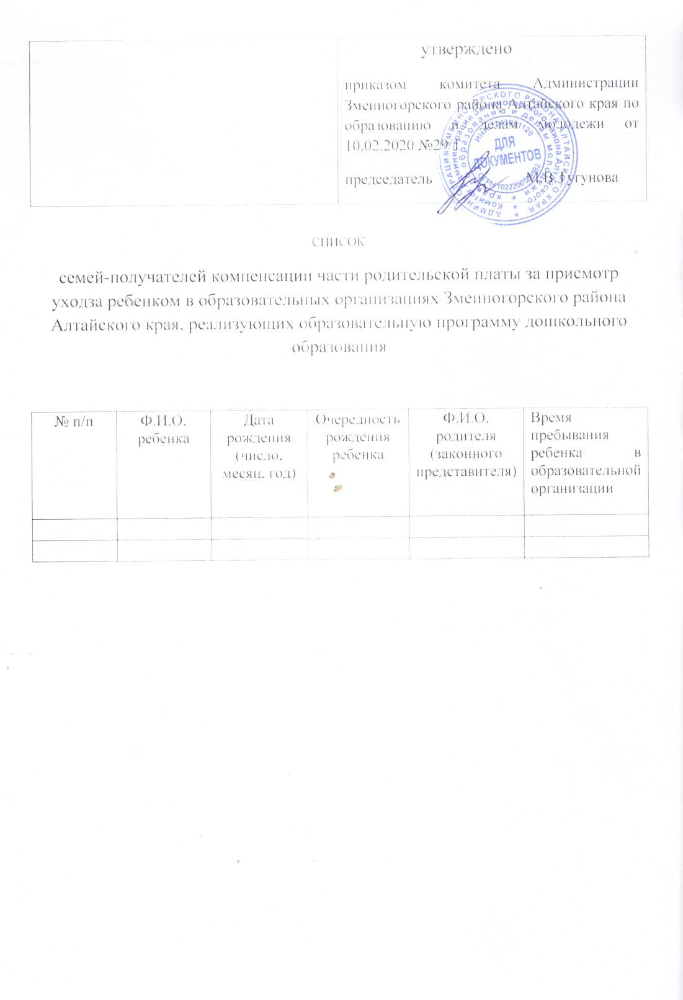 утверждено
приказом комитета Администрации
Змеиногорского района Алтайского края по
образованию и делам молодежи от
10.02.2020 №29/1
председатель М.В.Тугунова
ДЛЯ
ДОКУМЕНТОВ
СПИСОК
семей-получателей компенсации части родительской платы за присмотр
уходза ребенком в образовательных организациях Змеиногорского района
Алтайского края, реализующих образовательную программу дошкольного
образования
№ п/п
Ф.И.О.
ребенка
Дата
рождения
(число,
месяц, год)
Очередность
рождения
ребенка
Ф.И.О.
родителя
(законного
представителя)
Время
пребывания
ребенка в
образовательной
организации